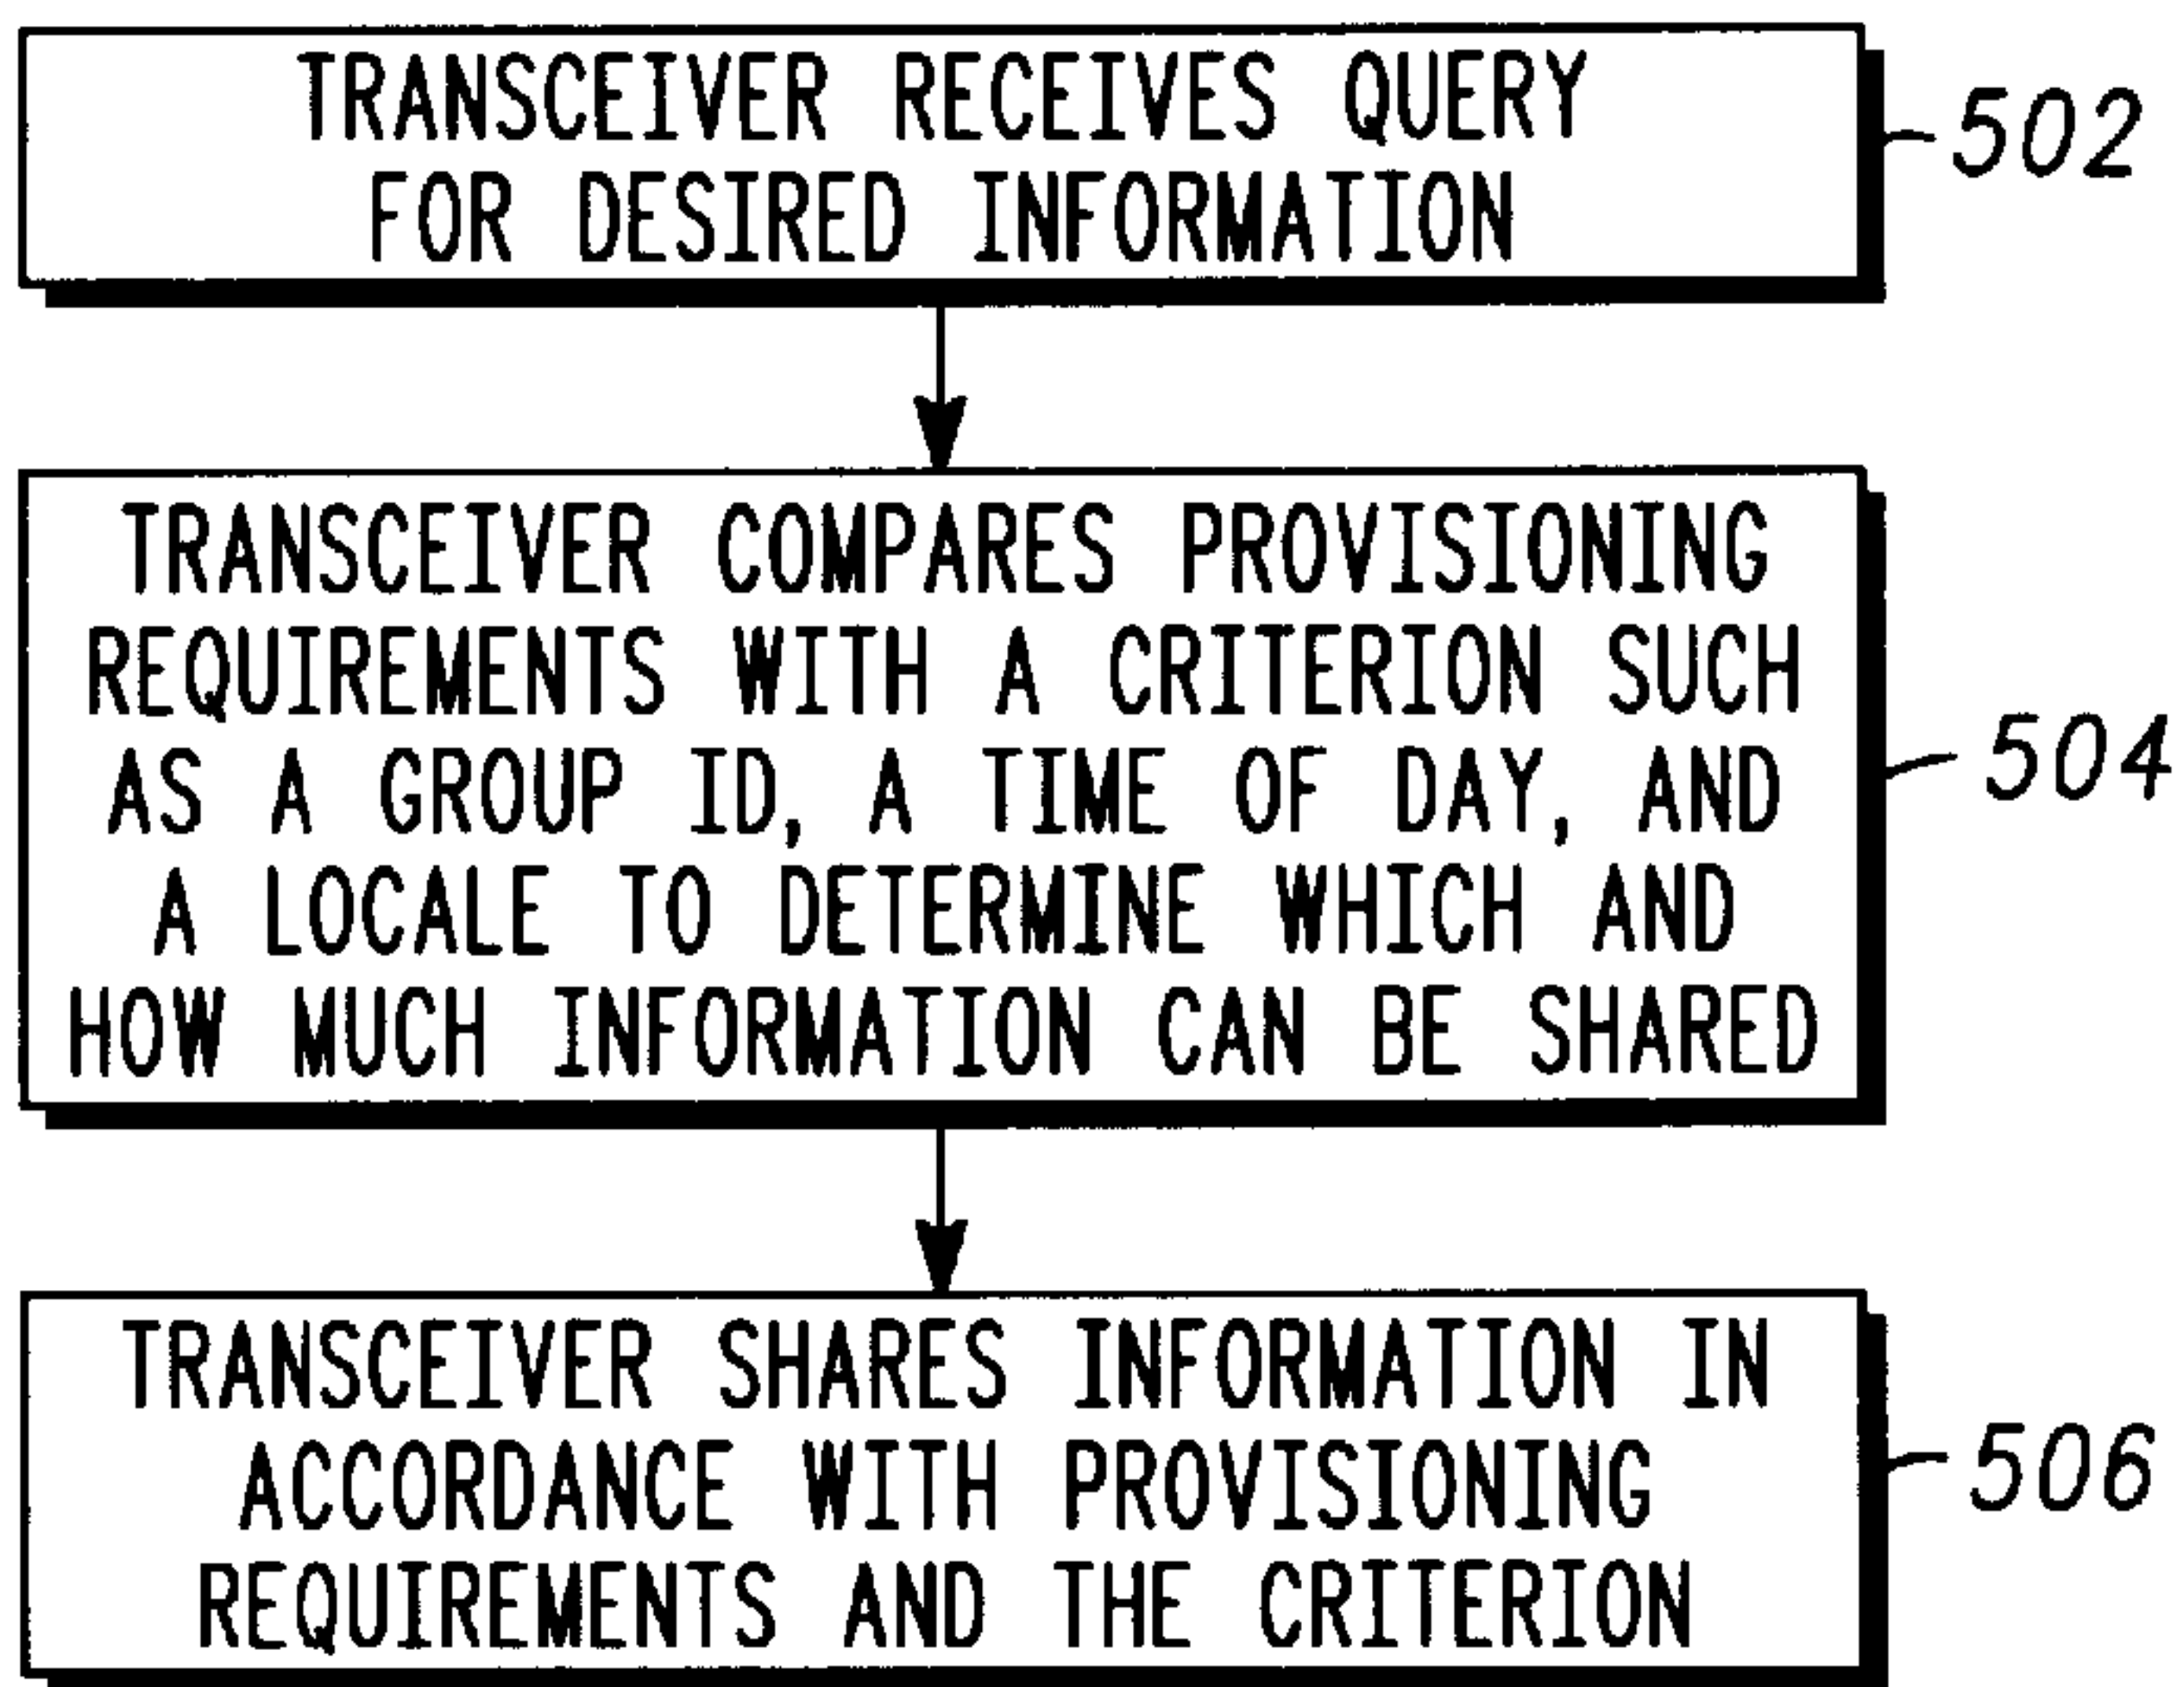 TRANSCEIVER RECEIVES QUERY
FOR DESIRED INFORMATION
502
TRANSCEIVER COMPARES PROVISIONING
REQUIREMENTS WITH A CRITERION SUCH
AS A GROUP ID, A TIME OF DAY, AND
A LOCALE TO DETERMINE WHICH AND
HOW MUCH INFORMATION CAN BE SHARED
504
TRANSCEIVER SHARES INFORMATION IN
ACCORDANCE WITH PROVISIONING
REQUIREMENTS AND THE CRITERION
506